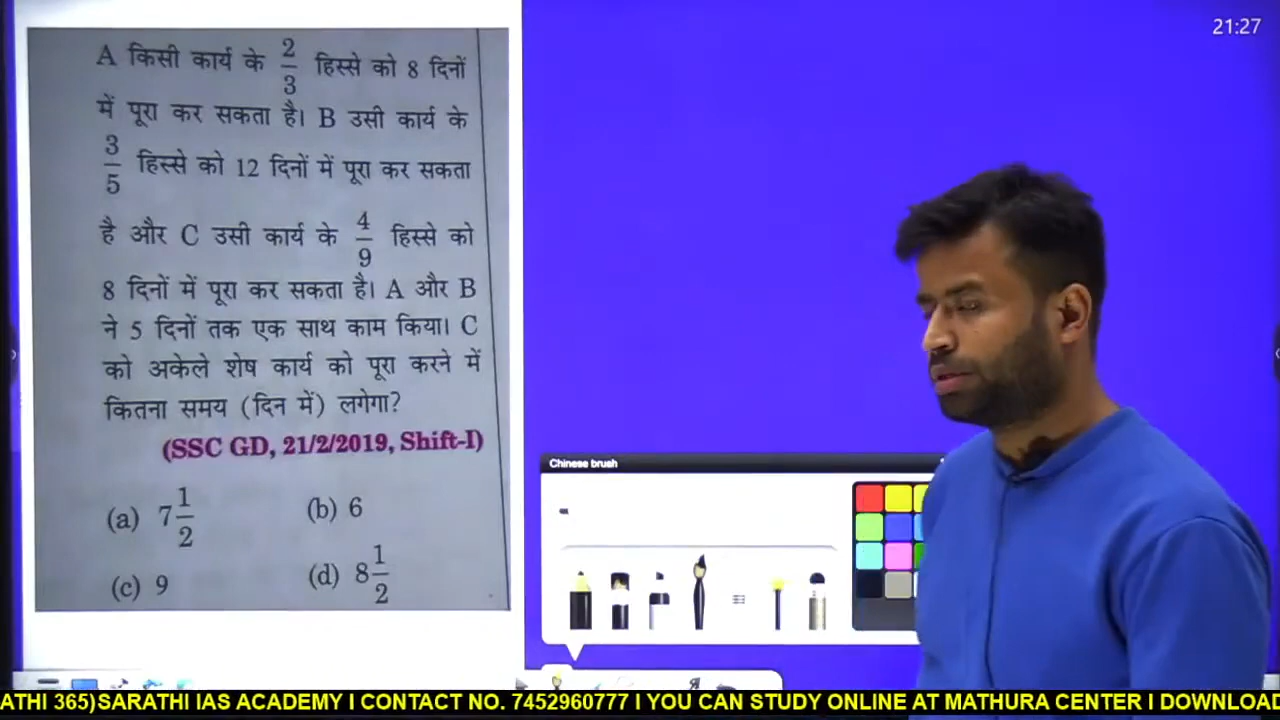 21:27
A किसी कार्य के 2/3 हिस्से को 8 दिनों
में पूरा कर सकता है। B उसी कार्य के
3/5 हिस्से को 12 दिनों में पूरा कर सकता
है और C उसी कार्य के 4/9 हिस्से को
8 दिनों में पूरा कर सकता है। A और B
ने 5 दिनों तक एक साथ काम किया। C
को अकेले शेष कार्य को पूरा करने में
कितना समय (दिन में) लगेगा?
(SSC GD, 21/2/2019, Shift-I)
(a) 7 1/2 (b) 6
(c) 9 (d) 8 1/2
Chinese brush
ATHI 365)SARATHI IAS ACADEMY I CONTACT NO. 7452960777 I YOU CAN STUDY ONLINE AT MATHURA CENTER I DOWNLOAD